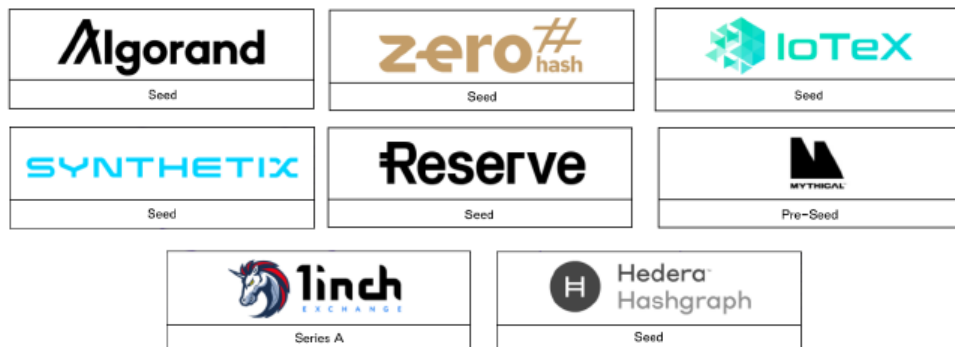 Algorand
zero hash
IoTeX
Seed
Seed
Seed
SYNTHETIX
Reserve
MYTHICAL
Seed
Seed
Pre-Seed
1inch
EXCHANGE
Hedera™
Hashgraph
Series A
Seed